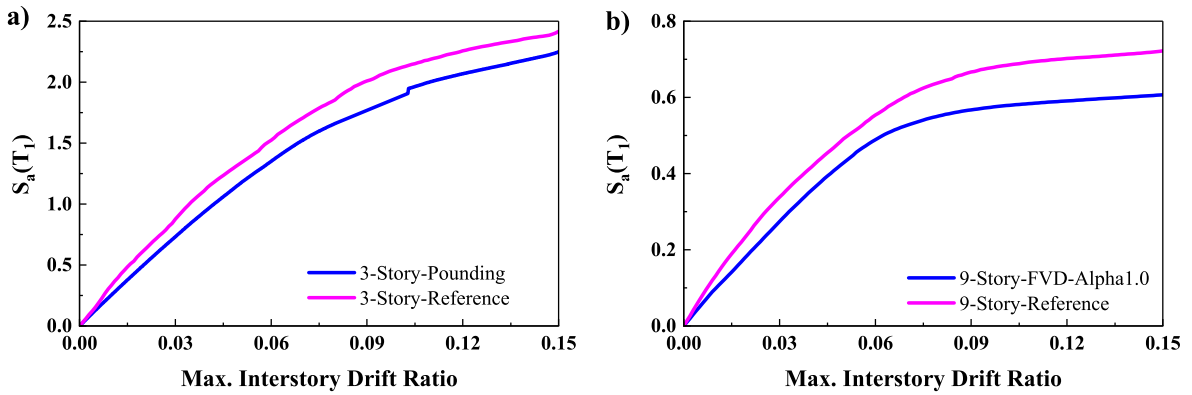 a)
2.5
2.0
1.5
1.0
0.5
0.0
Sa(T1)
0.00 0.03 0.06 0.09 0.12 0.15
Max. Interstory Drift Ratio
3-Story-Pounding
3-Story-Reference
b)
0.8
0.6
0.4
0.2
0.0
Sa(T1)
0.00 0.03 0.06 0.09 0.12 0.15
Max. Interstory Drift Ratio
9-Story-FVD-Alpha1.0
9-Story-Reference